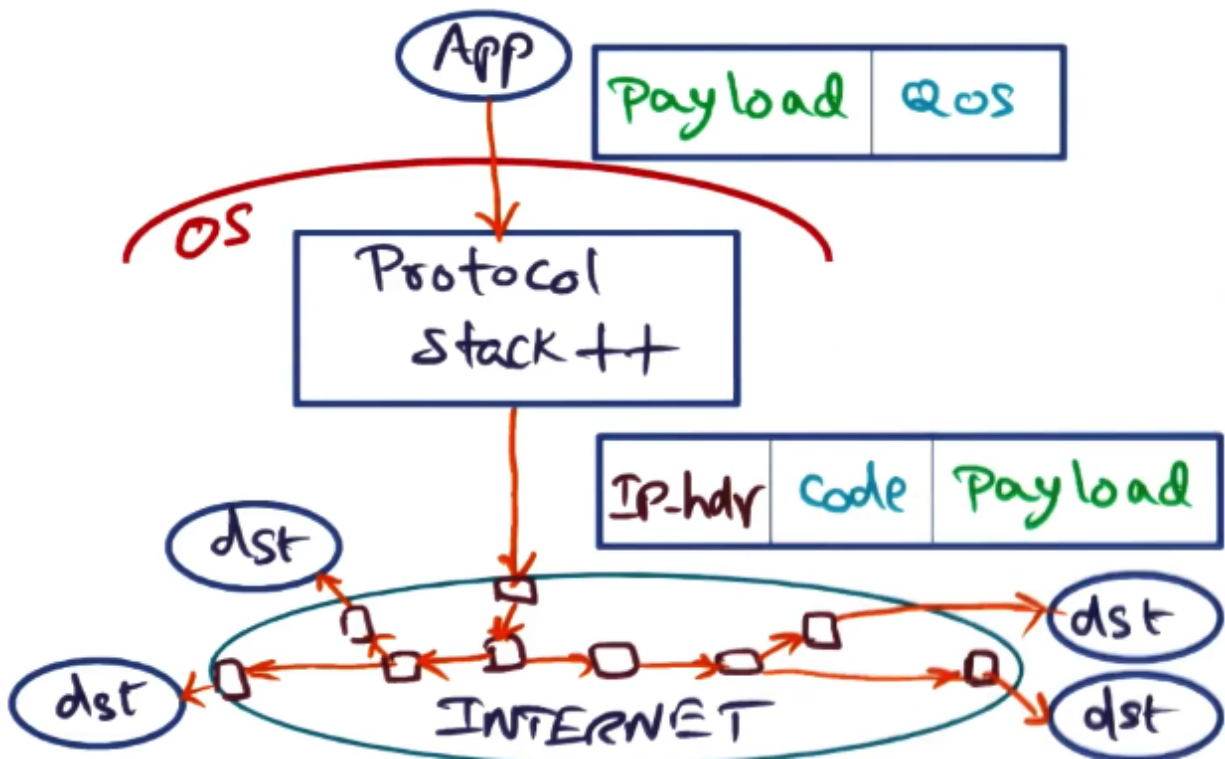 App
Payload QoS
OS
Protocol
Stack ++
IP-hdr Code Payload
dst
dst
dst
dst
INTERNET